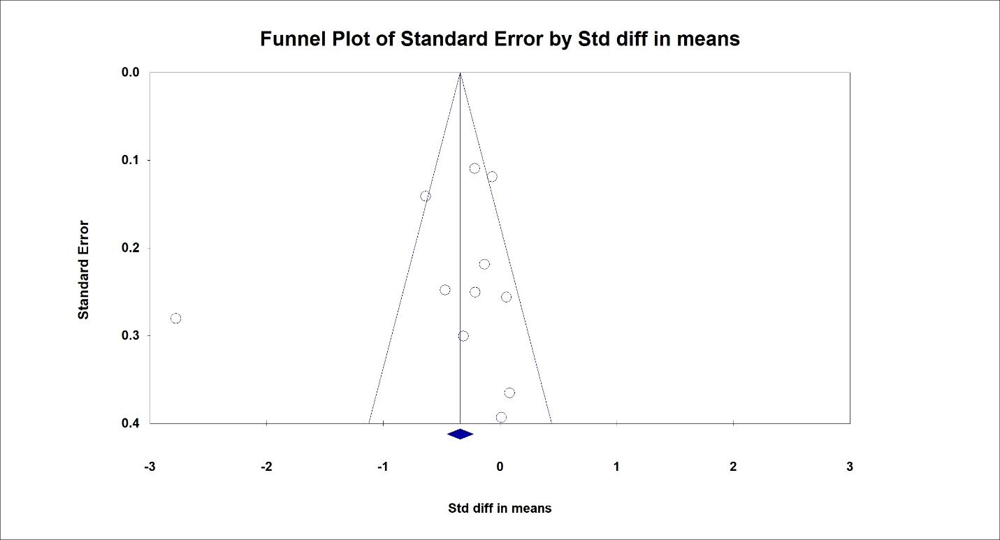 Funnel Plot of Standard Error by Std diff in means
0.0
0.1
0.2
0.3
0.4
Standard Error
-3 -2 -1 0 1 2 3
Std diff in means